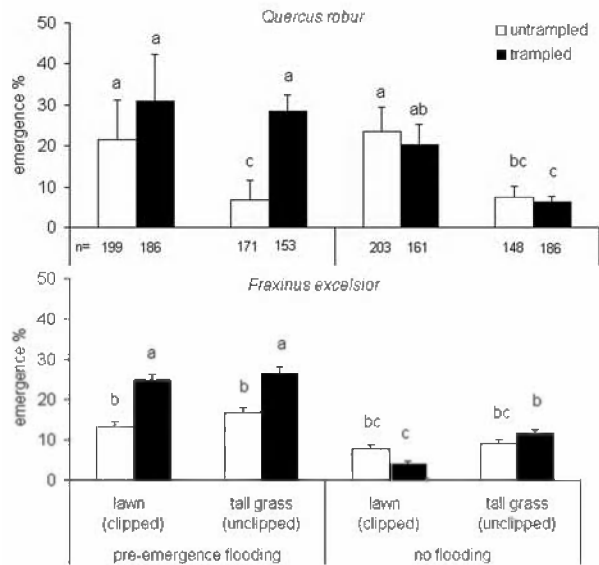 Quercus robur
untrampled
trampled
emergence %
50
40
30
20
10
0
a a
c a
a ab
bc c
n= 199 186 171 153 203 161 148 186
Fraxinus excelsior
emergence %
50
40
30
20
10
0
b a
b a
bc c
bc b
lawn (clipped)
tall grass (unclipped)
lawn (clipped)
tall grass (unclipped)
pre-emergence flooding
no flooding